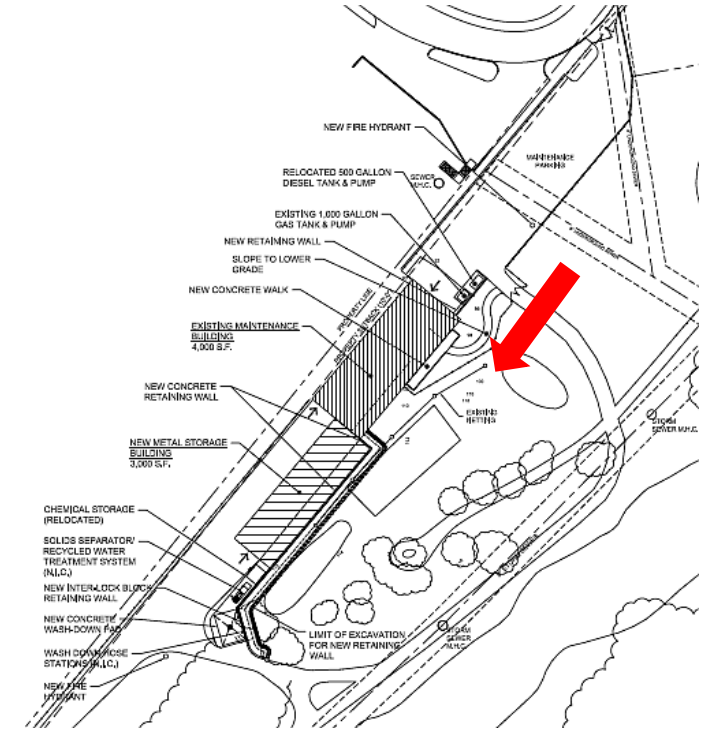 NEW FIRE HYDRANT
MAINTENANCE
PARKING
RELOCATED 500 GALLON
DIESEL TANK & PUMP
SEWER
M.H.C.
EXISTING 1,000 GALLON
GAS TANK & PUMP
NEW RETAINING WALL
SLOPE TO LOWER
GRADE
NEW CONCRETE WALK
PROPERTY LINE
EXISTING MAINTENANCE
BUILDING
4,000 S.F.
NEW CONCRETE
RETAINING WALL
EXISTING
NETTING
STORM
SEWER M.H.C.
NEW METAL STORAGE
BUILDING
3,000 S.F.
CHEMICAL STORAGE
(RELOCATED)
SOLIDS SEPARATOR/
RECYCLED WATER
TREATMENT SYSTEM
(N.I.C.)
NEW INTER-LOCK BLOCK
RETAINING WALL
NEW CONCRETE
WASH-DOWN PAD
LIMIT OF EXCAVATION
FOR NEW RETAINING
WALL
STORM
SEWER
M.H.C.
WASH DOWN HOSE
STATIONS (N.I.C.)
NEW FIRE
HYDRANT